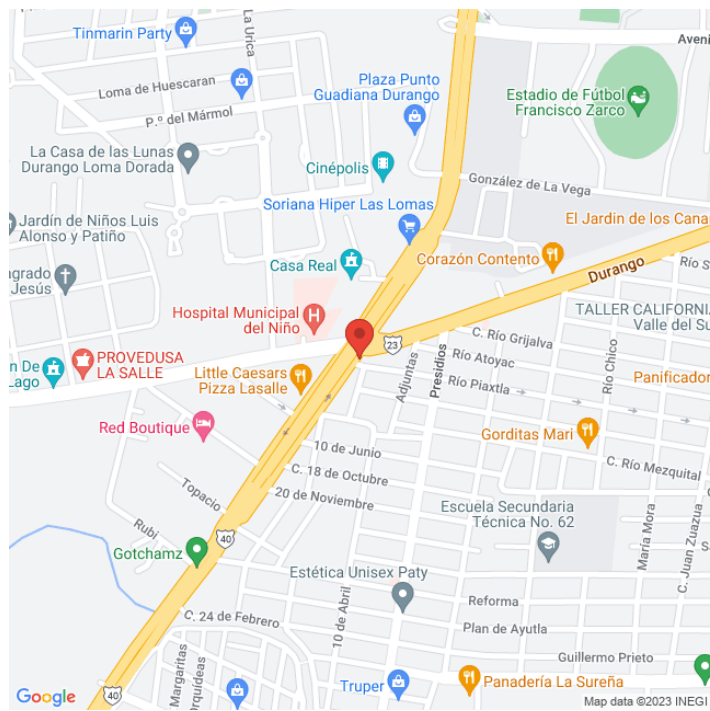 Tinmarin Party
La Urica
Aveni
Loma de Huescaran
Plaza Punto
Guadiana Durango
Estadio de Fútbol
Francisco Zarco
P.º del Mármol
La Casa de las Lunas
Durango Loma Dorada
Cinépolis
González de La Vega
Soriana Hiper Las Lomas
Jardín de Niños Luis
Alonso y Patiño
El Jardin de los Canar
Corazón Contento
Casa Real
Durango
Río S
agrado
Jesús
Hospital Municipal
del Niño
TALLER CALIFORNIA
Valle del Su
C. Río Grijalva
23
Río Atoyac
Río Chico
PROVEDUSA
LA SALLE
n De
Lago
Little Caesars
Pizza Lasalle
Adjuntas
Presidios
Río Piaxtla
Panificador
Red Boutique
Gorditas Mari
10 de Junio
C. Río Mezquital
C. 18 de Octubre
Topacio
20 de Noviembre
Escuela Secundaria
Técnica No. 62
María Mora
C. Juan Zuazua
Rubí
40
Gotchamz
Estética Unisex Paty
Reforma
C. 24 de Febrero
10 de Abril
Plan de Ayutla
Guillermo Prieto
Margaritas
rquídeas
Truper
Panadería La Sureña
40
Google
Map data ©2023 INEGI